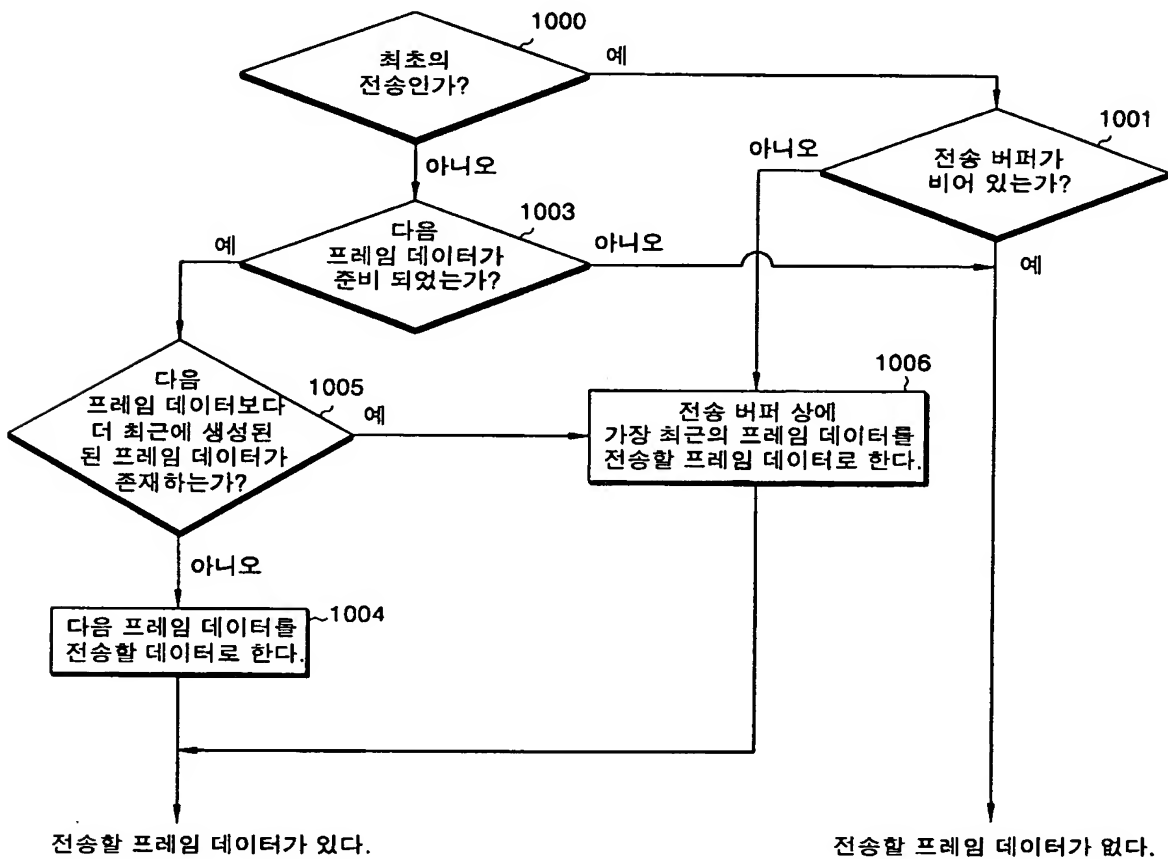 1000
최초의
전송인가?
예
1001
전송 버퍼가
비어 있는가?
아니오
예
아니오
1003
다음
프레임 데이터가
준비 되었는가?
예
아니오
1005
다음
프레임 데이터보다
더 최근에 생성된
된 프레임 데이터가
존재하는가?
예
1006
전송 버퍼 상에
가장 최근의 프레임 데이터를
전송할 프레임 데이터로 한다.
아니오
1004
다음 프레임 데이터를
전송할 데이터로 한다.
전송할 프레임 데이터가 있다.
전송할 프레임 데이터가 없다.